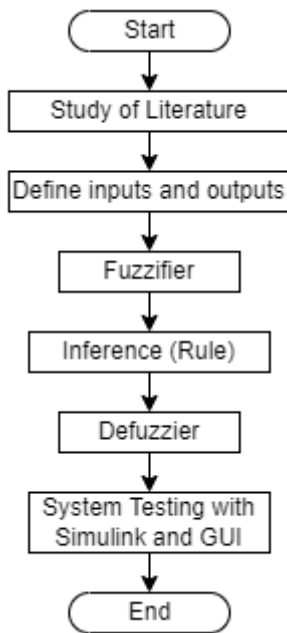 Start
Study of Literature
Define inputs and outputs
Fuzzifier
Inference (Rule)
Defuzzier
System Testing with
Simulink and GUI
End